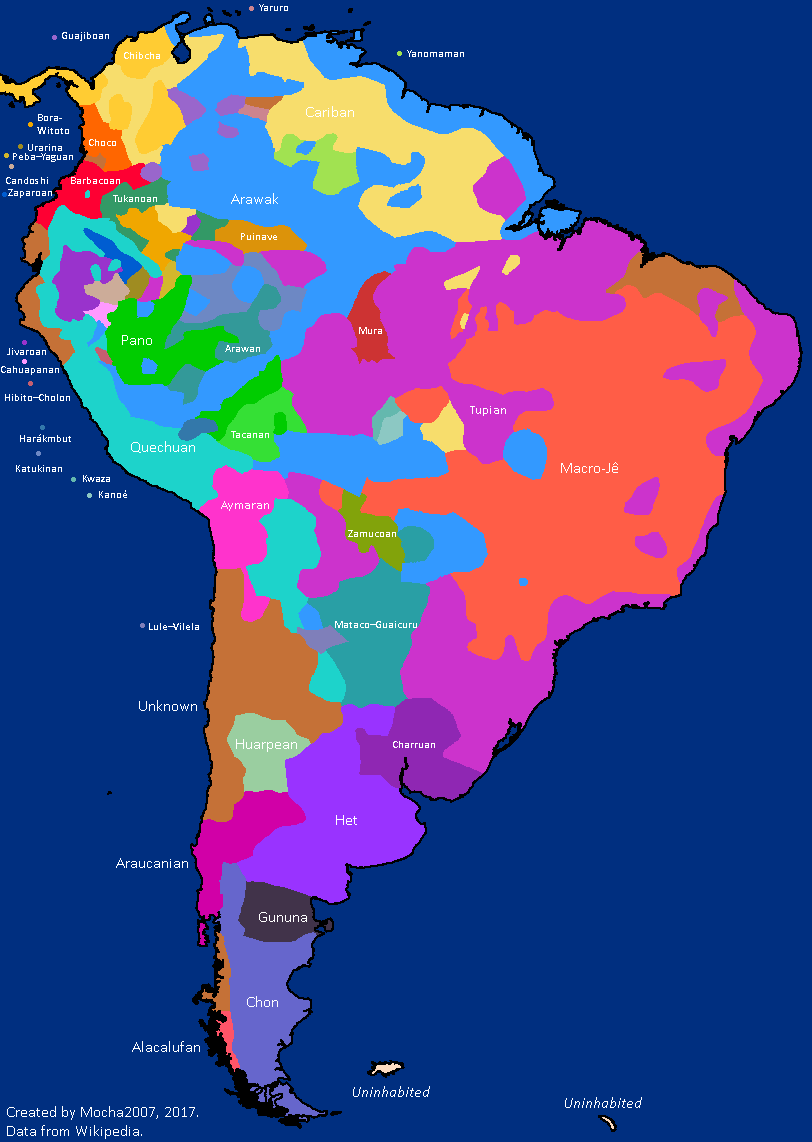 Yaruro
Guajiboan
Yanomaman
Chibcha
Cariban
Bora-
Witoto
Urarina
Peba–Yaguan
Candoshi
Zaparoan
Choco
Barbacoan
Tukanoan
Arawak
Puinave
Mura
Pano
Arawan
Jivaroan
Cahuapanan
Hibito–Cholon
Harákmbut
Katukinan
Kwaza
Kanoé
Tupian
Tacanan
Quechuan
Macro-Jê
Aymaran
Zamucoan
Lule–Vilela
Mataco–Guaicuru
Unknown
Huarpean
Charruan
Het
Araucanian
Gununa
Chon
Alacalufan
Uninhabited
Uninhabited
Created by Mocha2007, 2017.
Data from Wikipedia.